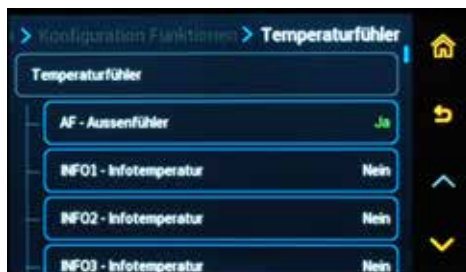 > Konfiguration Funktionen > Temperaturfühler
Temperaturfühler
AF - Aussenfühler Ja
INFO1 - Infotemperatur Nein
INFO2 - Infotemperatur Nein
INFO3 - Infotemperatur Nein